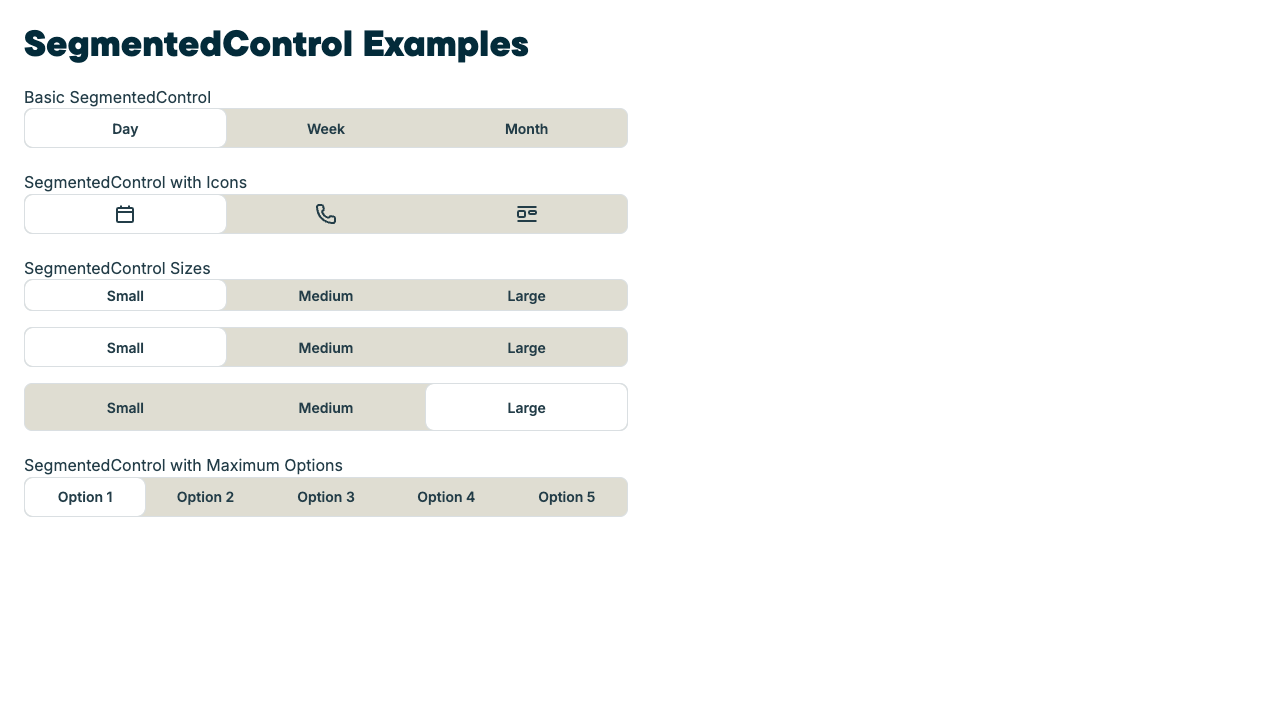 SegmentedControl Examples
Basic SegmentedControl
Day Week Month
SegmentedControl with Icons
SegmentedControl Sizes
Small Medium Large
Small Medium Large
Small Medium Large
SegmentedControl with Maximum Options
Option 1 Option 2 Option 3 Option 4 Option 5